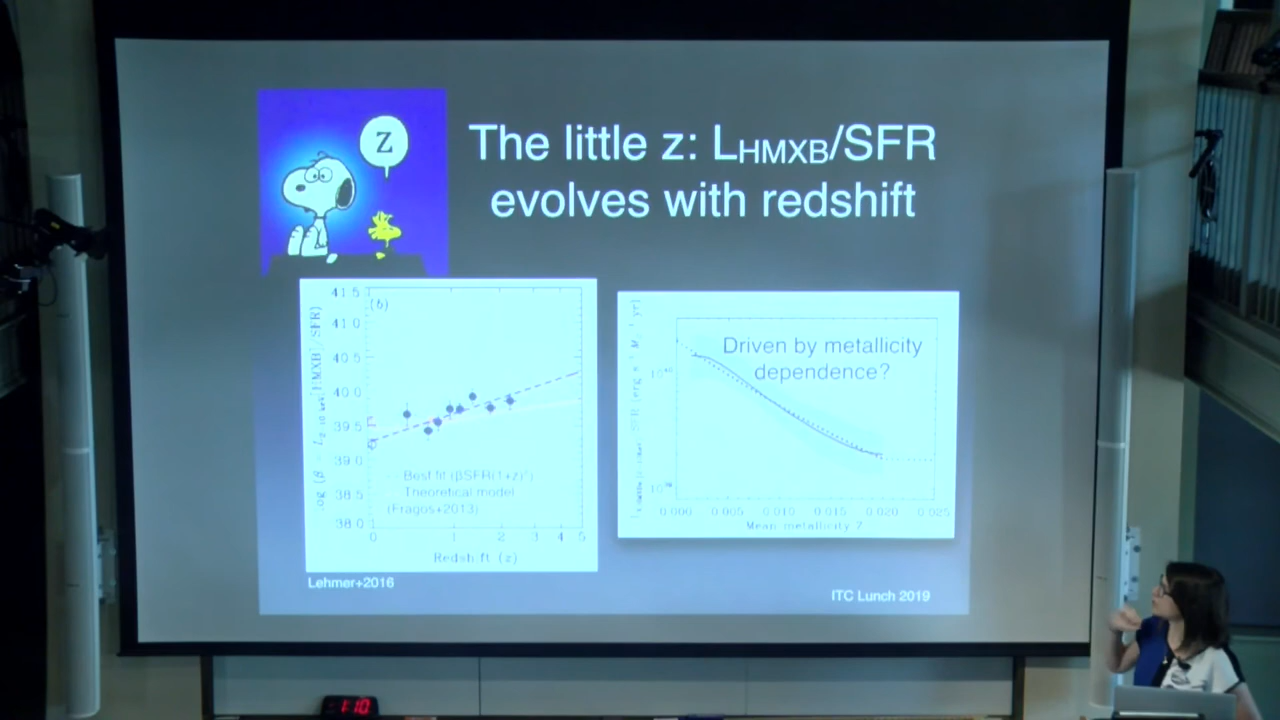 Z
The little z: LHMXB/SFR
evolves with redshift
41.5
(b)
41.0
40.5
40.0
39.5
39.0
38.5
38.0
0 1 2 3 4 5
Redshift (z)
Best fit
Theoretical model
(Fragos+2013)
Driven by metallicity
dependence?
0.000 0.005 0.010 0.015 0.020 0.025
Mean metallicity Z
Lehmer+2016
ITC Lunch 2019